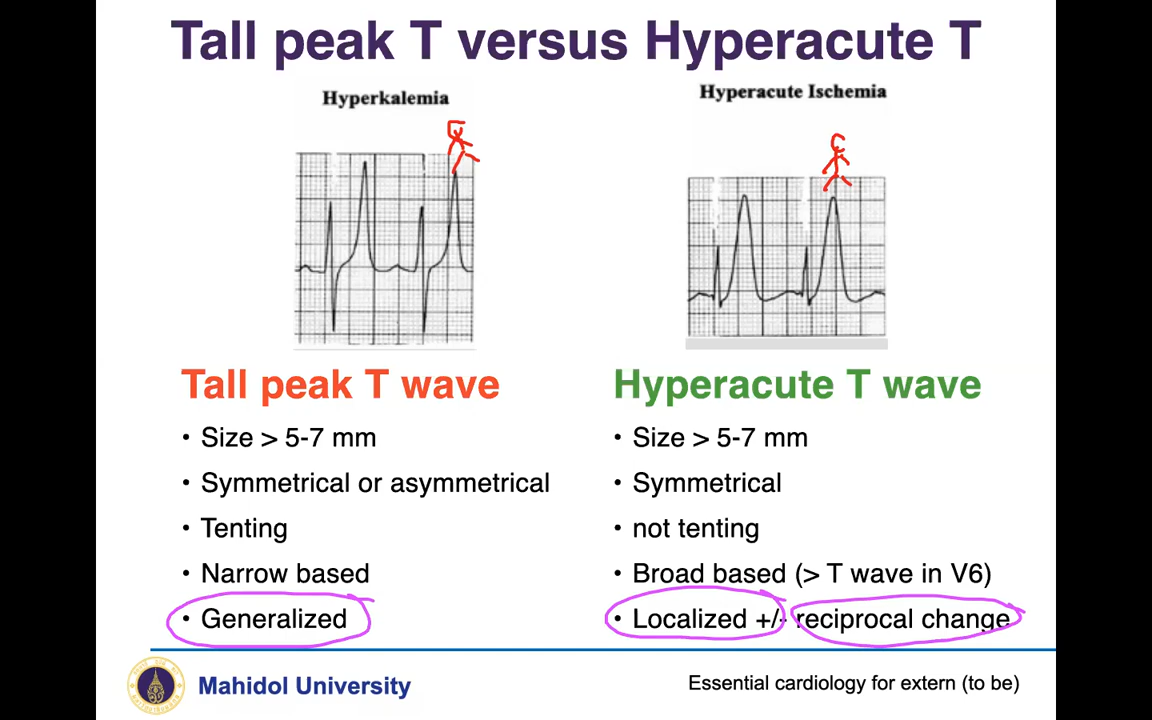 Tall peak T versus Hyperacute T
Hyperkalemia
Hyperacute Ischemia
Tall peak T wave
• Size > 5-7 mm
• Symmetrical or asymmetrical
• Tenting
• Narrow based
• Generalized
Hyperacute T wave
• Size > 5-7 mm
• Symmetrical
• not tenting
• Broad based (> T wave in V6)
• Localized +/- reciprocal change
Mahidol University
Essential cardiology for extern (to be)